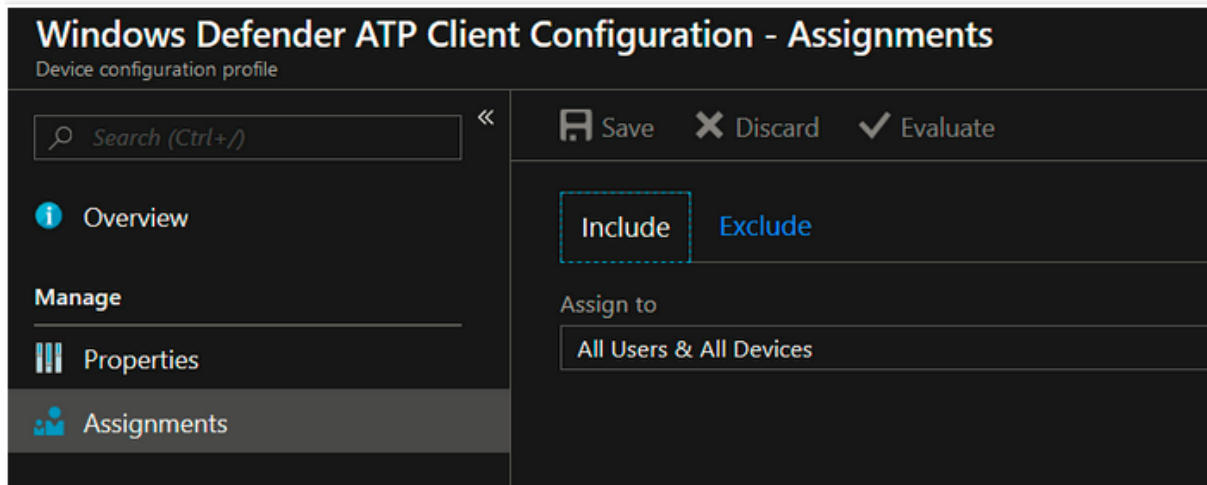 Windows Defender ATP Client Configuration - Assignments
Device configuration profile
Search (Ctrl+/)
«
Overview
Manage
Properties
Assignments
Save Discard Evaluate
Include Exclude
Assign to
All Users & All Devices